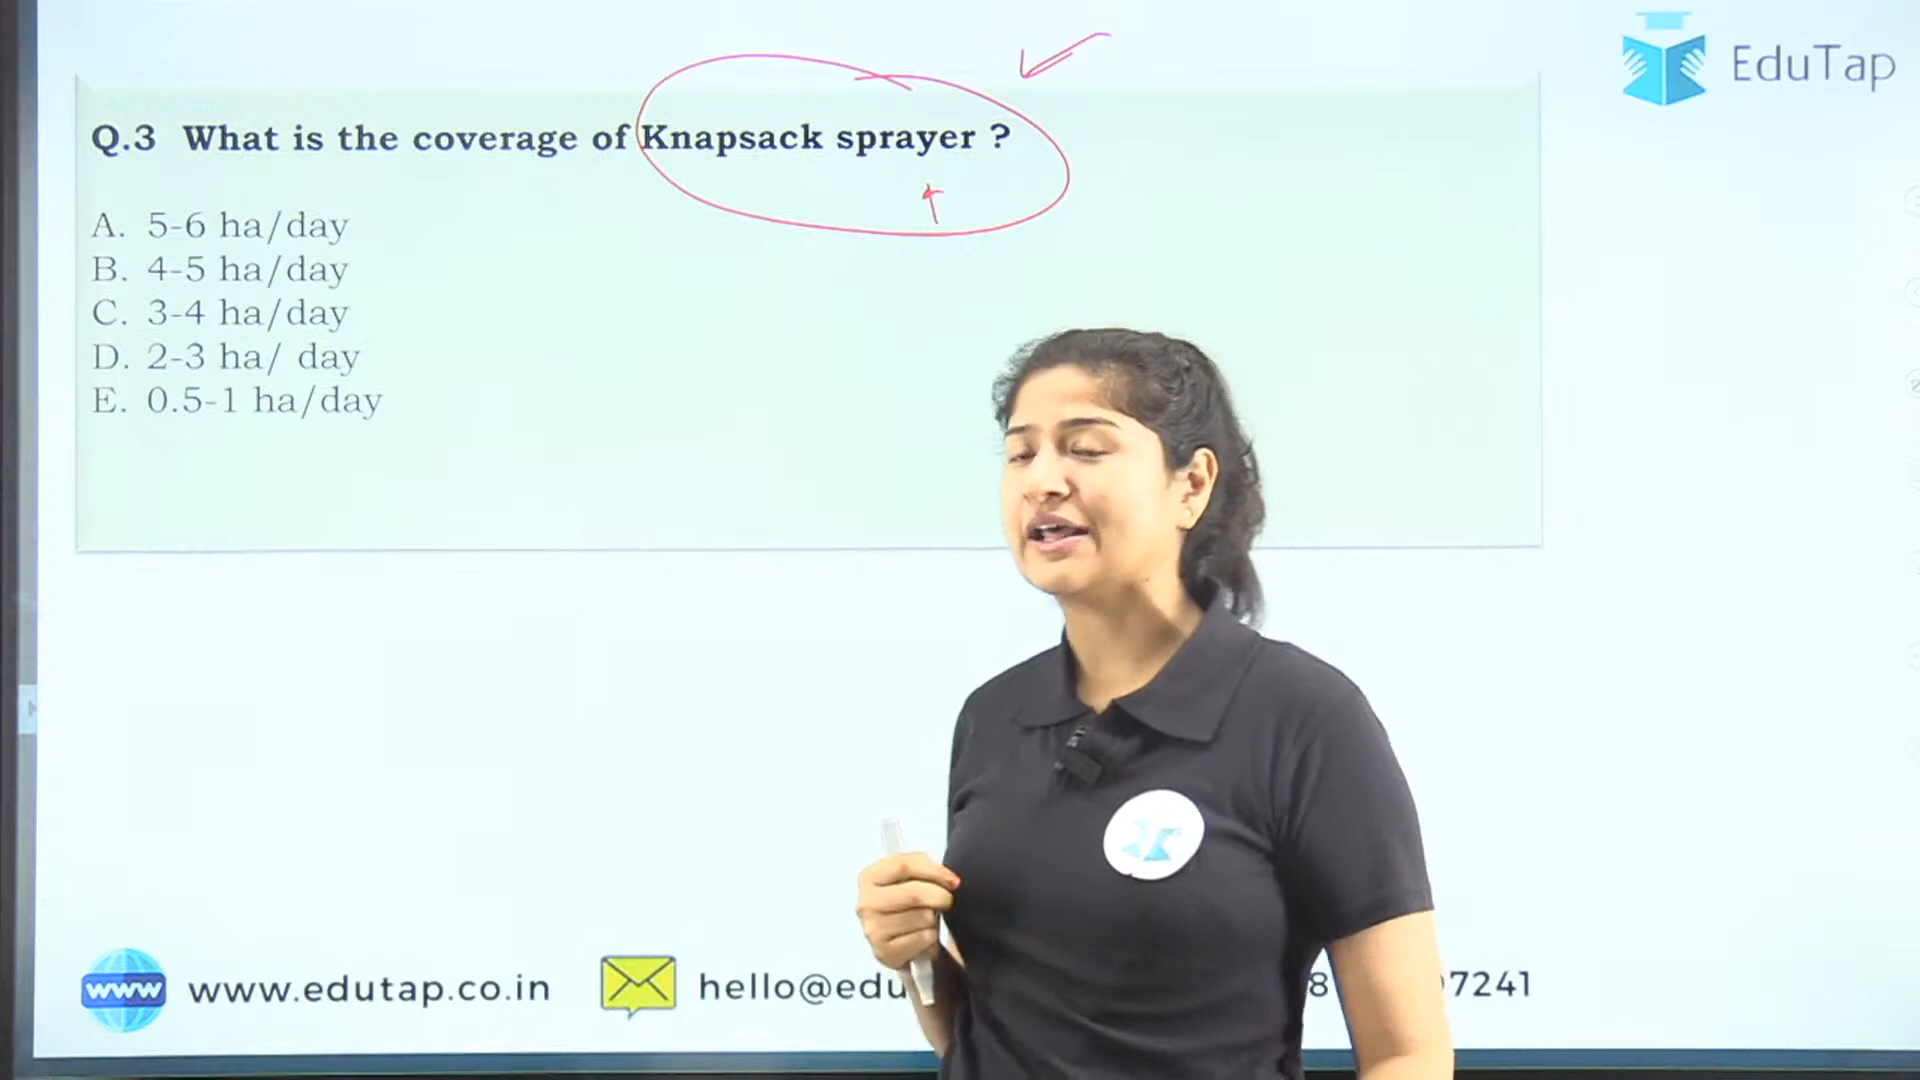 EduTap
Q.3 What is the coverage of Knapsack sprayer ?
A. 5-6 ha/day
B. 4-5 ha/day
C. 3-4 ha/day
D. 2-3 ha/ day
E. 0.5-1 ha/day
www www.edutap.co.in hello@edu 8 7241